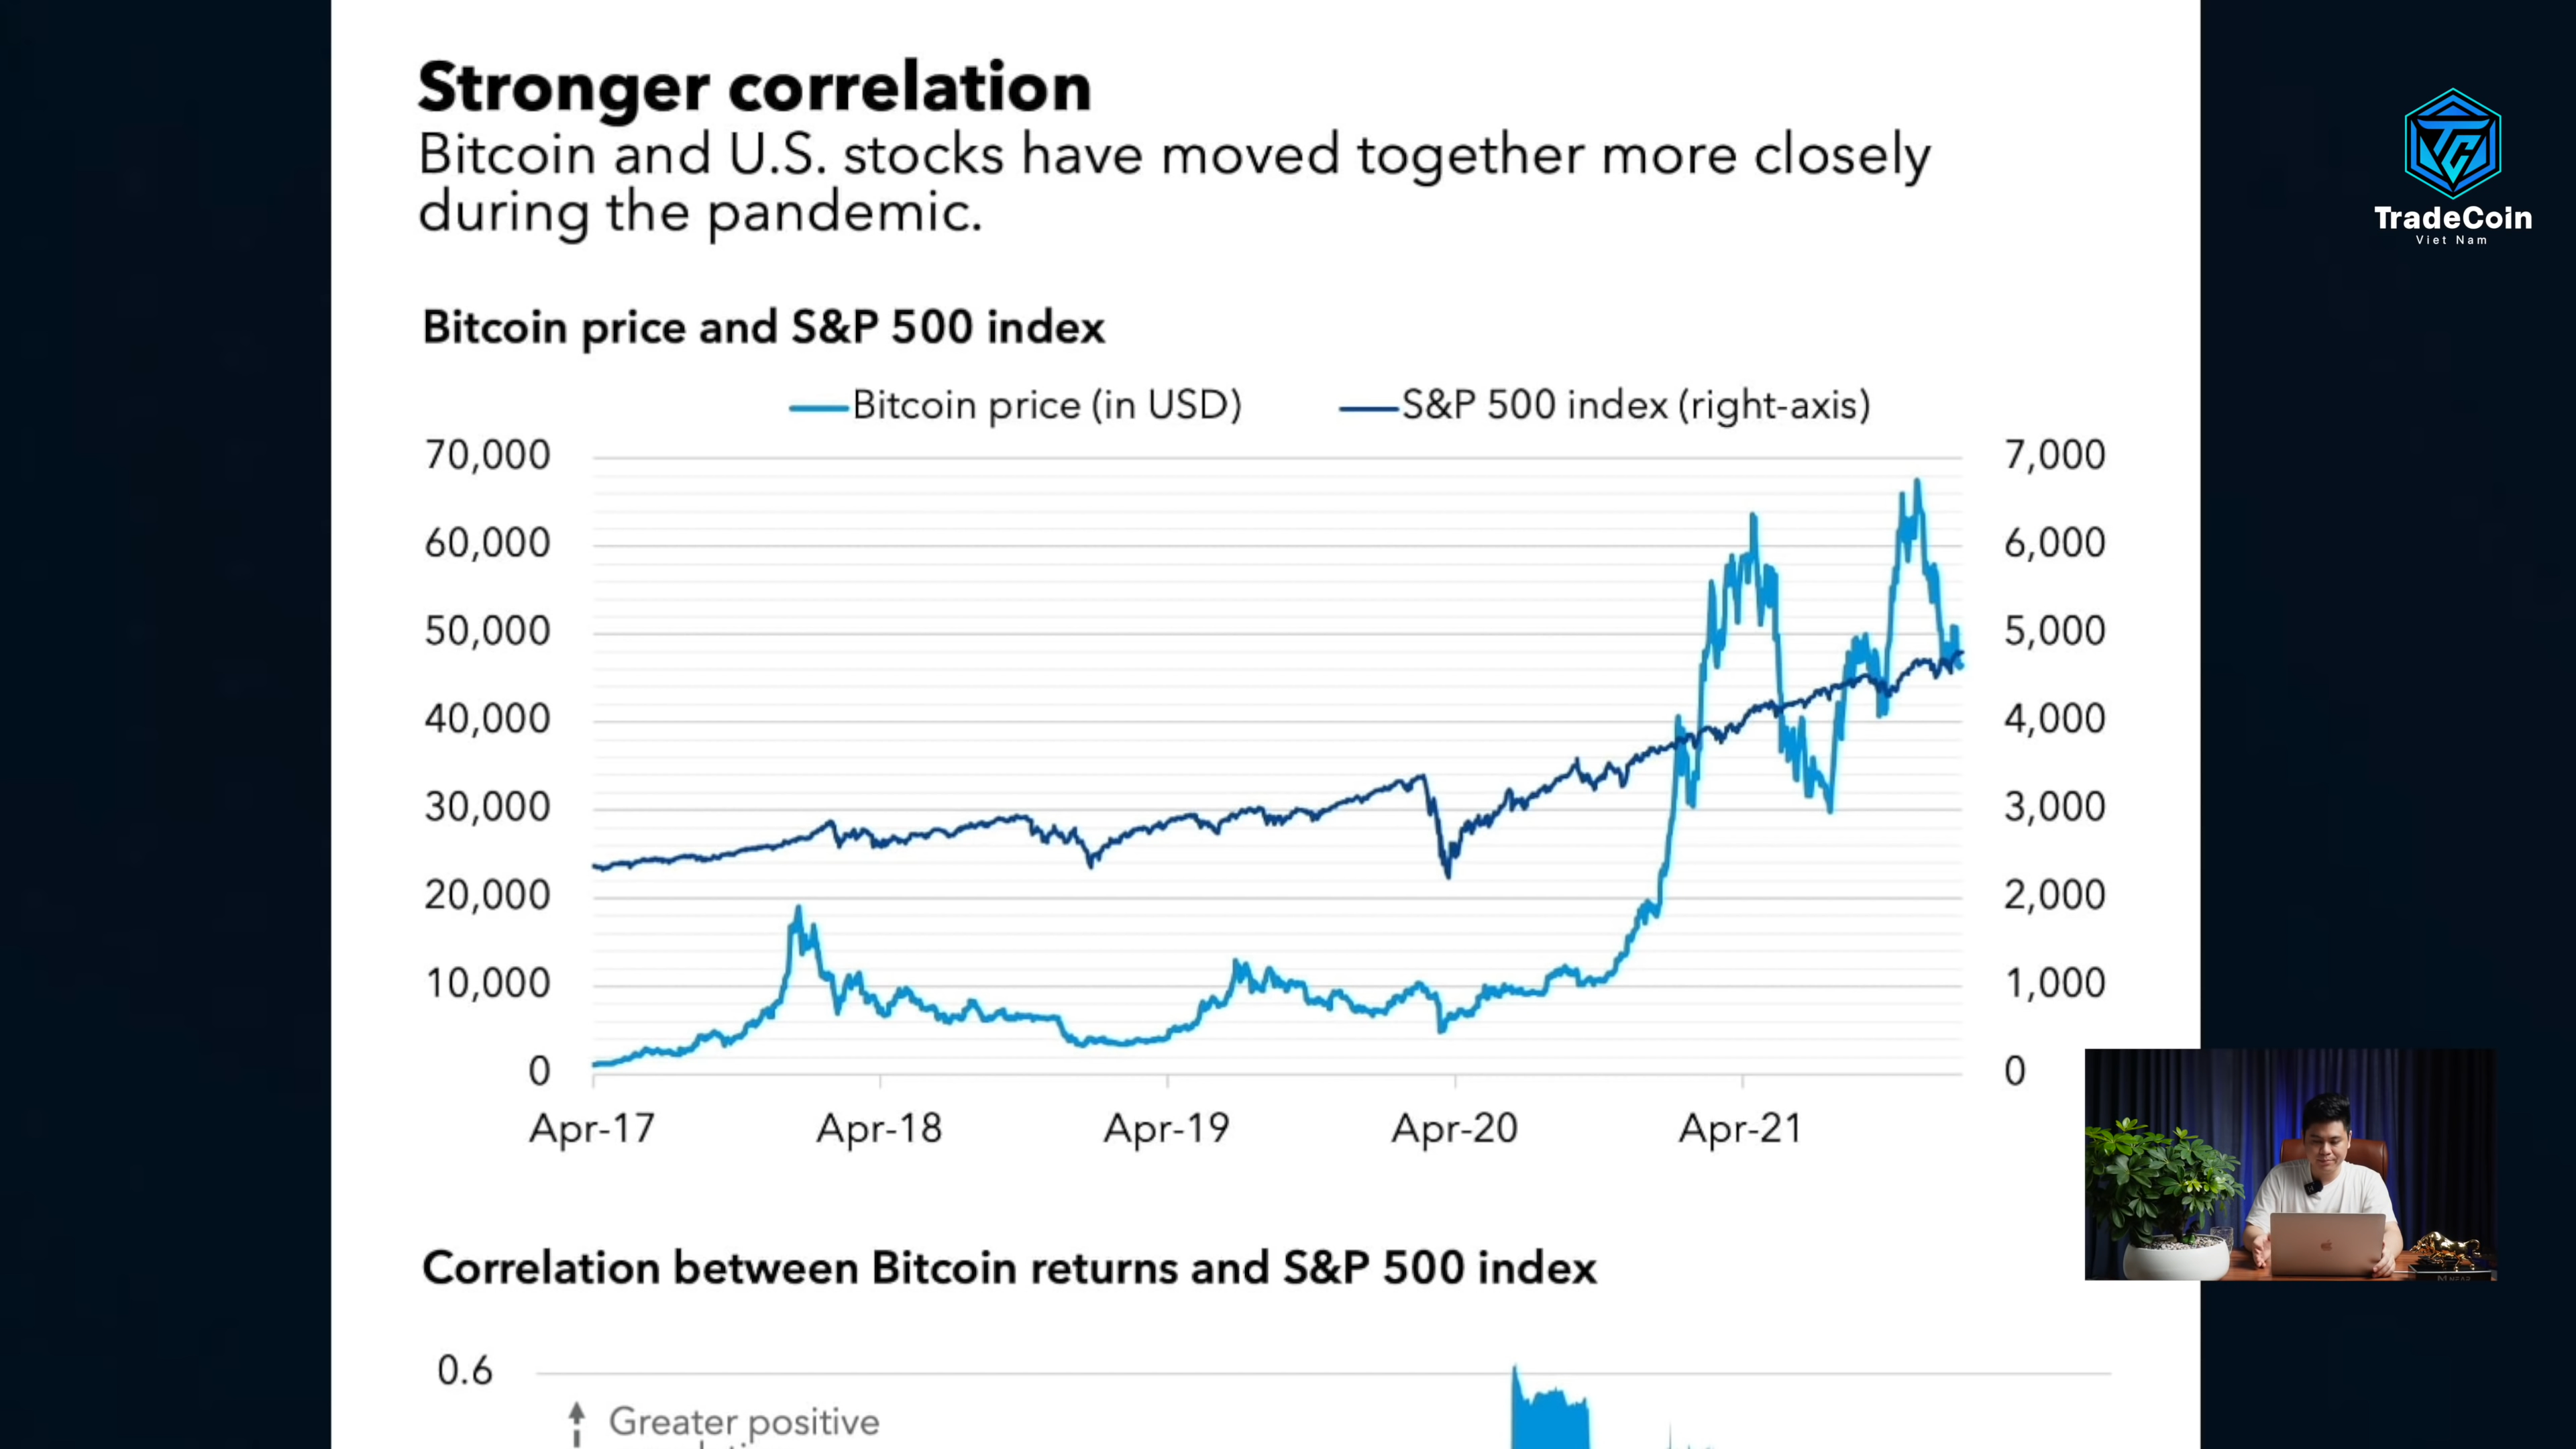 Stronger correlation
Bitcoin and U.S. stocks have moved together more closely
during the pandemic.
TradeCoin
Viet Nam
Bitcoin price and S&P 500 index
Bitcoin price (in USD) S&P 500 index (right-axis)
70,000 7,000
60,000 6,000
50,000 5,000
40,000 4,000
30,000 3,000
20,000 2,000
10,000 1,000
0 0
Apr-17 Apr-18 Apr-19 Apr-20 Apr-21
Correlation between Bitcoin returns and S&P 500 index
0.6
Greater positive